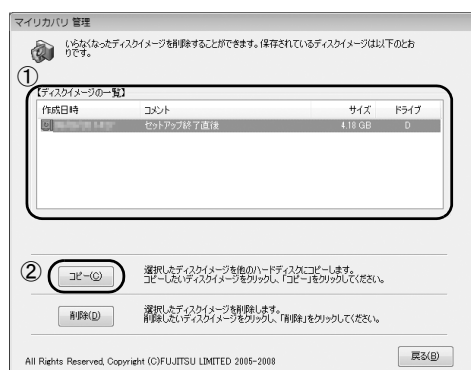 マイリカバリ 管理
いらなくなったディスクイメージを削除することができます。保存されているディスクイメージは以下のとお
りです。
①
【ディスクイメージの一覧】
作成日時 コメント サイズ ドライブ
セットアップ終了直後 4.18 GB D
②
コピー(C)
選択したディスクイメージを他のハードディスクにコピーします。
コピーしたいディスクイメージをクリックし、「コピー」をクリックしてください。
削除(D)
選択したディスクイメージを削除します。
削除したいディスクイメージをクリックし、「削除」をクリックしてください。
All Rights Reserved, Copyright (C)FUJITSU LIMITED 2005-2008
戻る(B)